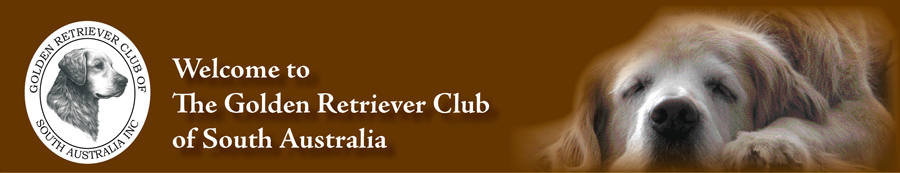 GOLDEN RETRIEVER CLUB OF
SOUTH AUSTRALIA INC
Welcome to
The Golden Retriever Club
of South Australia